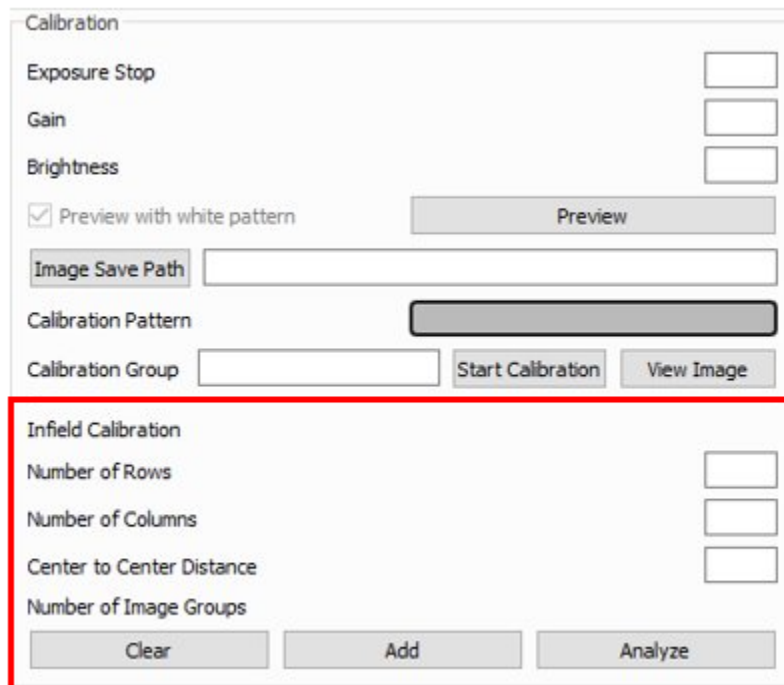 Calibration
Exposure Stop
Gain
Brightness
Preview with white pattern Preview
Image Save Path
Calibration Pattern
Calibration Group Start Calibration View Image
Infield Calibration
Number of Rows
Number of Columns
Center to Center Distance
Number of Image Groups
Clear Add Analyze